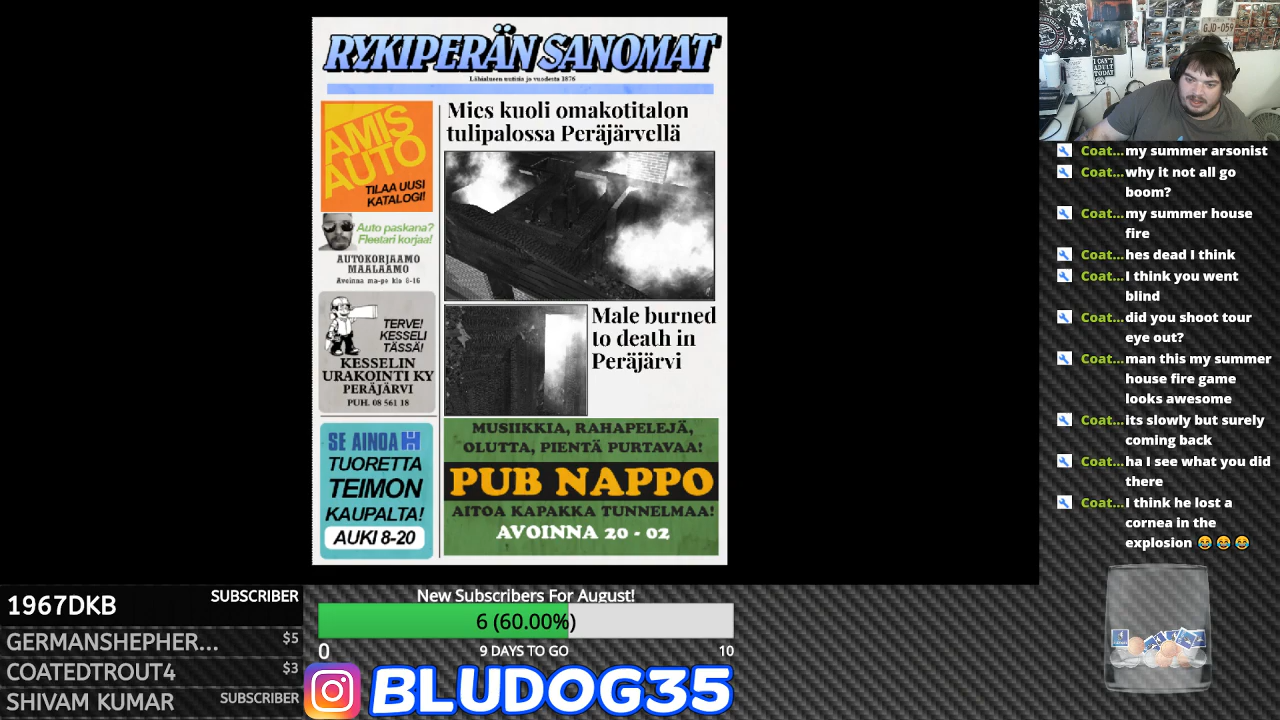 RYKIPERÄN SANOMAT
Lähialueen uutisia jo vuodesta 1876
AMIS
AUTO
TILAA UUSI
KATALOGI!
Auto paskana?
Fleetari korjaa!
AUTOKORJAAMO
MAALAAMO
Avoinna ma-pe klo 8-16
TERVE!
KESSELI
TÄSSÄ!
KESSELIN
URAKOINTI KY
PERÄJÄRVI
PUH. 08 561 18
SE AINOA H
TUORETTA
TEIMON
KAUPALTA!
AUKI 8-20
Mies kuoli omakotitalon
tulipalossa Peräjärvellä
Male burned
to death in
Peräjärvi
MUSIIKKIA, RAHAPELEJÄ,
OLUTTA, PIENTÄ PURTAVAA!
PUB NAPPO
AITOA KAPAKKA TUNNELMAA!
AVOINNA 20 - 02
GJD-059
I CAN'T
ADULT
TODAY
Coat...my summer arsonist
Coat...why it not all go
boom?
Coat...my summer house
fire
Coat...hes dead I think
Coat...I think you went
blind
Coat...did you shoot tour
eye out?
Coat...man this my summer
house fire game
looks awesome
Coat...its slowly but surely
coming back
Coat...ha I see what you did
there
Coat...I think he lost a
cornea in the
explosion 😂😂😂
1967DKB SUBSCRIBER
GERMANSHEPHER... $5
COATEDTROUT4 $3
SHIVAM KUMAR SUBSCRIBER
New Subscribers For August!
6 (60.00%)
0 9 DAYS TO GO 10
BLUDOG35